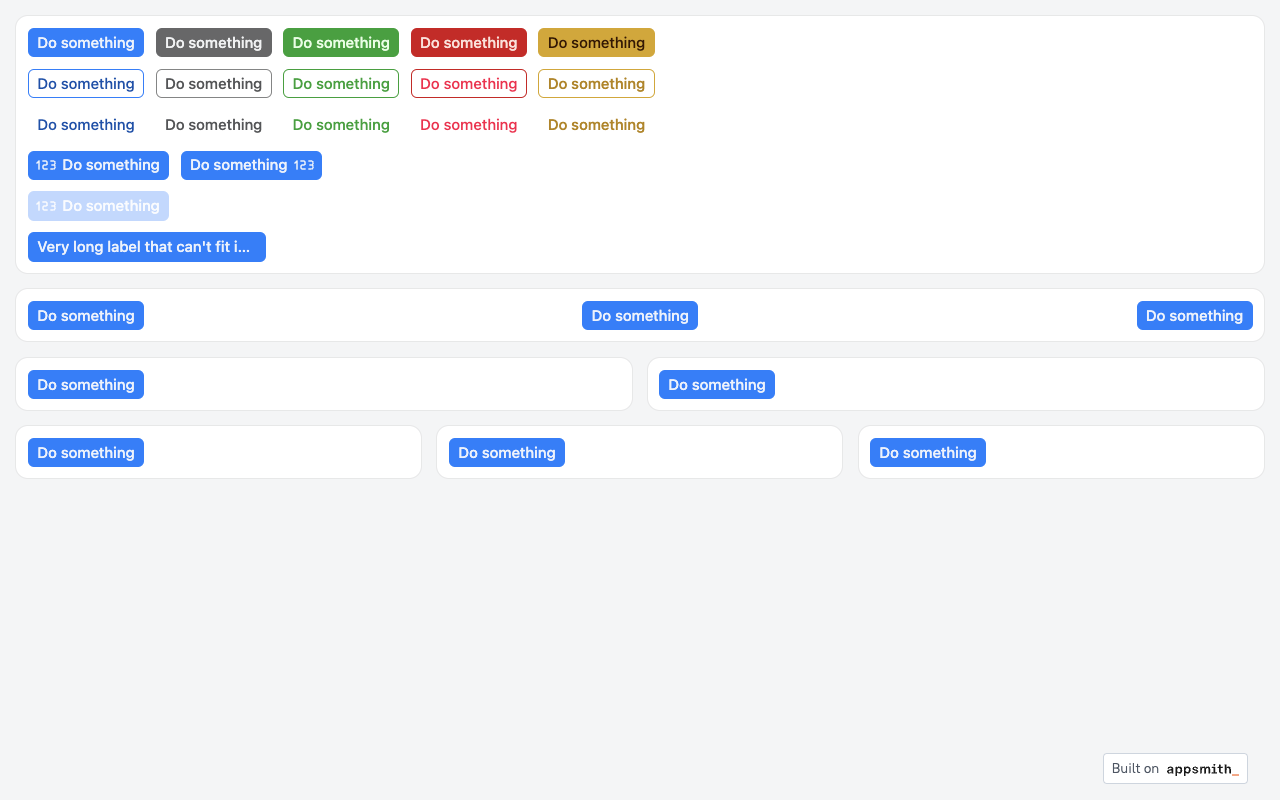 Do something Do something Do something Do something Do something
Do something Do something Do something Do something Do something
Do something Do something Do something Do something Do something
123 Do something Do something 123
123 Do something
Very long label that can't fit i...
Do something Do something Do something
Do something Do something
Do something Do something Do something
Built on appsmith_